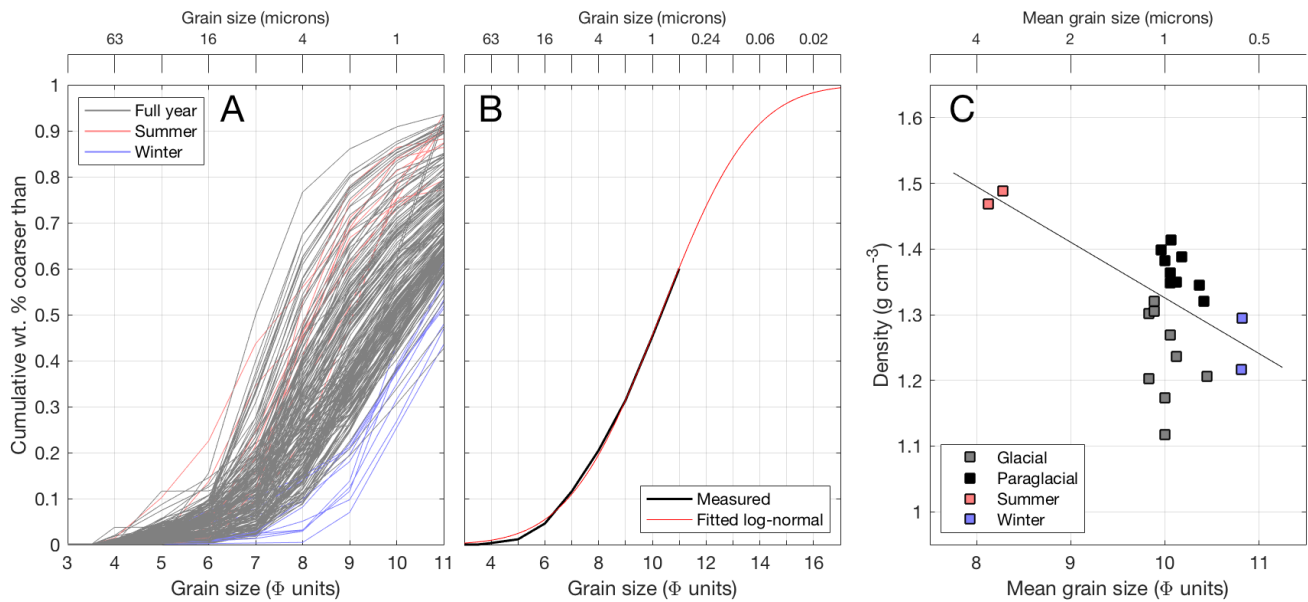 Grain size (microns)
63 16 4 1
1
0.9
0.8
0.7
0.6
0.5
0.4
0.3
0.2
0.1
0
Cumulative wt. % coarser than
Full year
Summer
Winter
A
3 4 5 6 7 8 9 10 11
Grain size (Φ units)
Grain size (microns)
63 16 4 1 0.24 0.06 0.02
B
Measured
Fitted log-normal
4 6 8 10 12 14 16
Grain size (Φ units)
Mean grain size (microns)
4 2 1 0.5
C
1.6
1.5
1.4
1.3
1.2
1.1
1
Density (g cm-3)
Glacial
Paraglacial
Summer
Winter
8 9 10 11
Mean grain size (Φ units)